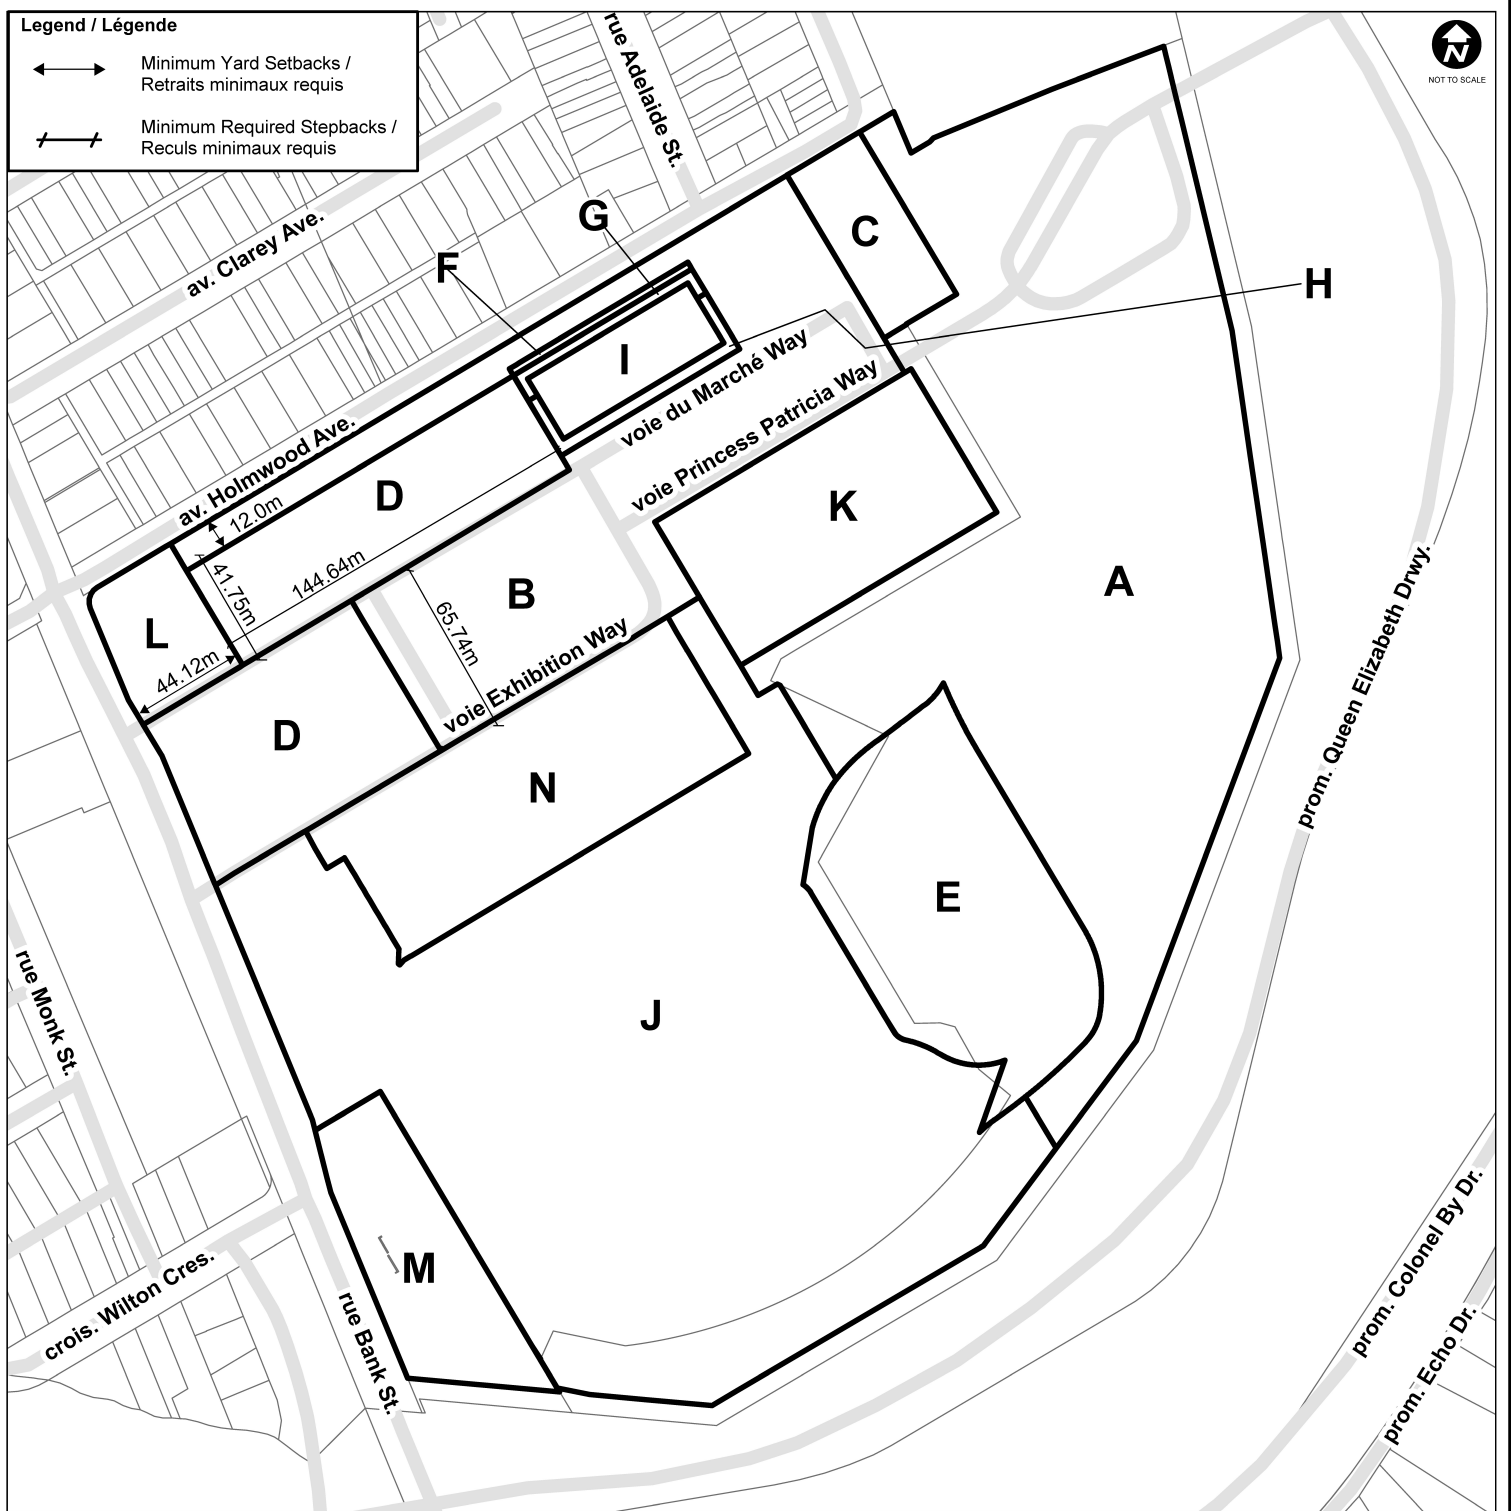 Legend / Légende
Minimum Yard Setbacks /
Retraits minimaux requis
Minimum Required Stepbacks /
Reculs minimaux requis
N
NOT TO SCALE
rue Adelaide St.
av. Clarey Ave.
G
F
C
H
I
voie du Marché Way
voie Princess Patricia Way
av. Holmwood Ave.
12.0m
D
K
41.75m
144.64m
B
65.74m
A
L
44.12m
voie Exhibition Way
D
N
prom. Queen Elizabeth Drwy.
E
rue Monk St.
J
M
crois. Wilton Cres.
rue Bank St.
prom. Colonel By Dr.
prom. Echo Dr.